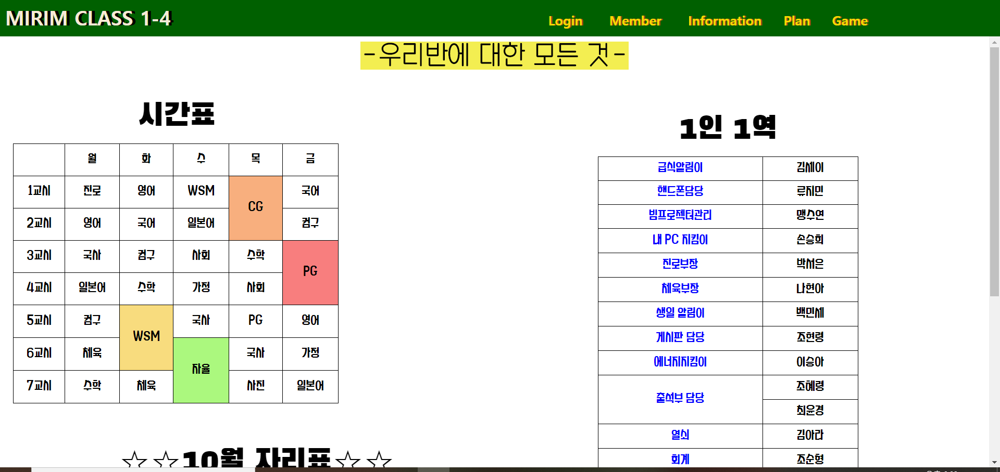 MIRIM CLASS 1-4
Login Member Information Plan Game
-우리반에 대한 모든 것-
시간표
월 화 수 목 금
1교시 진로 영어 WSM CG 국어
2교시 영어 국어 일본어 컴구
3교시 국사 컴구 사회 수학 PG
4교시 일본어 수학 가정 사회
5교시 컴구 WSM 국사 PG 영어
6교시 체육 자율 국사 가정
7교시 수학 체육 사진 일본어
☆☆10월 자리표☆☆
1인 1역
급식알림이 김세이
핸드폰담당 류지민
빔프로젝터관리 맹수연
내 PC 지킴이 손승희
진로부장 박서은
체육부장 나현아
생일 알림이 백민세
게시판 담당 조현령
에너지지킴이 이승아
출석부 담당 조혜령
최윤경
열쇠 김아라
회계 조순형